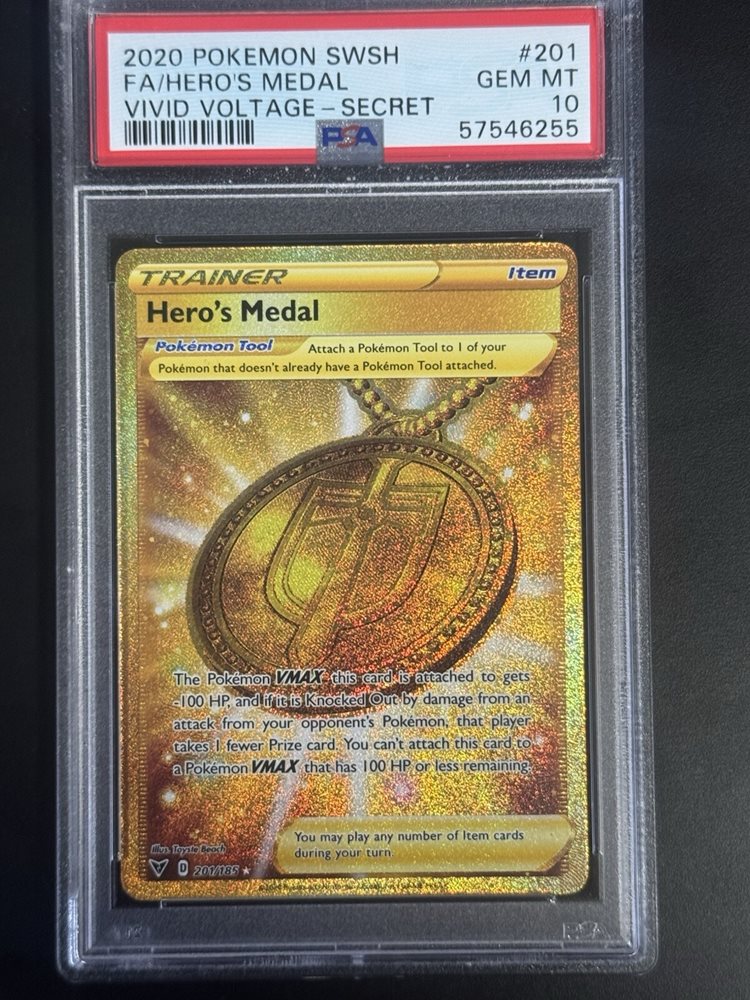 2020 POKEMON SWSH #201
FA/HERO'S MEDAL GEM MT
VIVID VOLTAGE – SECRET 10
PSA 57546255
TRAINER Item
Hero's Medal
Pokémon Tool Attach a Pokémon Tool to 1 of your
Pokémon that doesn't already have a Pokémon Tool attached.
The Pokémon VMAX this card is attached to gets
-100 HP, and if it is Knocked Out by damage from an
attack from your opponent's Pokémon, that player
takes 1 fewer Prize card. You can't attach this card to
a Pokémon VMAX that has 100 HP or less remaining.
You may play any number of Item cards
during your turn.
Illus. Toyste Beach
D 201/185